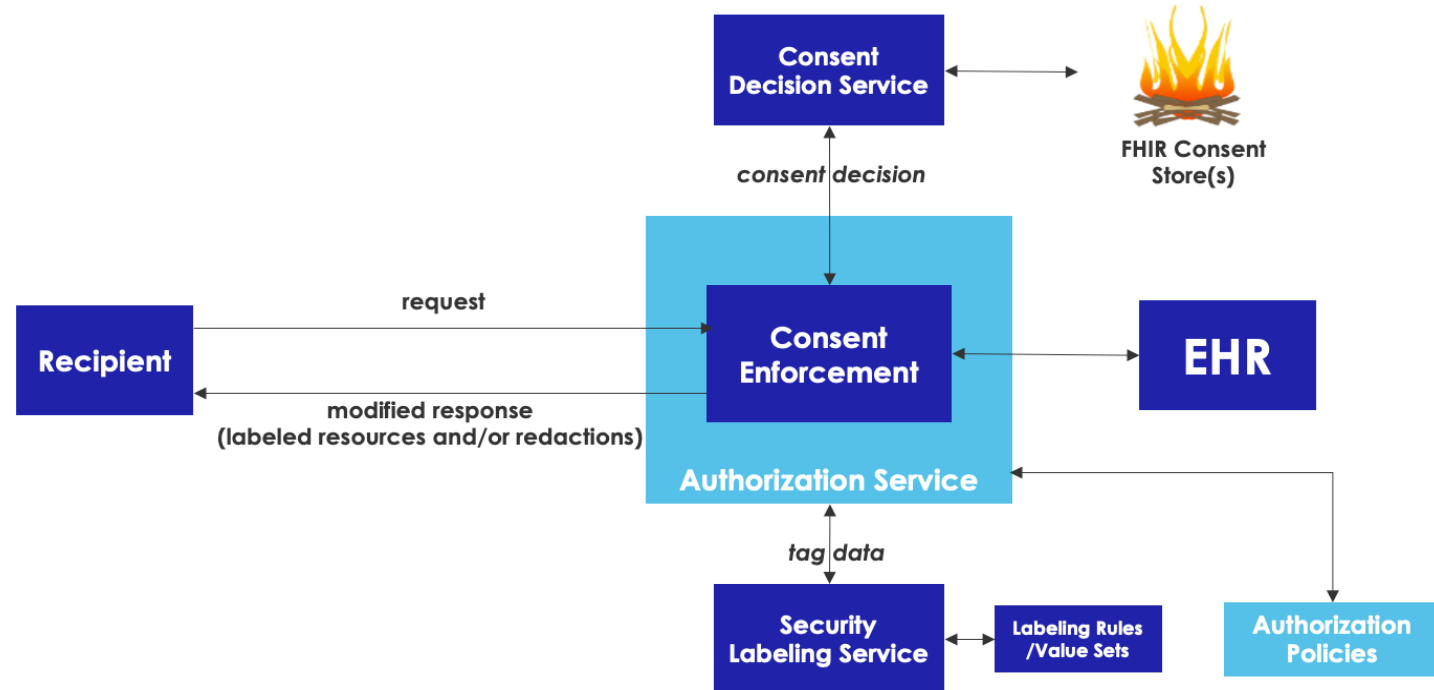 Consent
Decision Service
FHIR Consent
Store(s)
consent decision
request
Recipient
Consent
Enforcement
EHR
modified response
(labeled resources and/or redactions)
Authorization Service
tag data
Security
Labeling Service
Labeling Rules
/Value Sets
Authorization
Policies